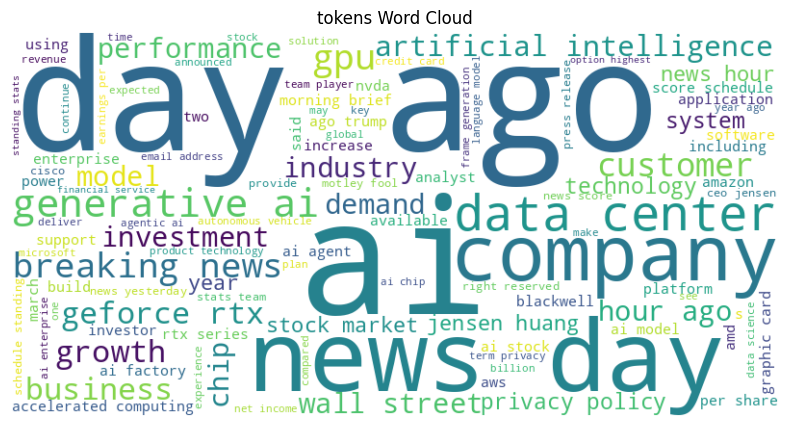 tokens Word Cloud
day ago
ai
news day
company
data center
generative ai
gpu
artificial intelligence
performance
using
time
stock
solution
revenue
announced
credit card
option highest
news hour
score schedule
standing stats
continue
earnings per
expected
team player
nvda
morning brief
ago trump
two
said
may
key
global
increase
frame generation
language model
press release
year ago
application
system
software
including
enterprise
email address
cisco
power
model
financial service
provide
motley fool
industry
analyst
customer
technology
amazon
ceo jensen
news store
demand
available
deliver
agentic ai
autonomous vehicle
support
investment
product technology
microsoft
breaking news
year
ai agent
plan
ai chip
right reserved
make
platform
see
march
one
build
news yesterday
stats team
blackwell
hour ago
s
geforce rtx
investor
rtx series
stock market
jensen huang
ai model
amd
data science
graphic card
schedule standing
ai enterprise
growth
ai factory
chip
experience
compared
ai stock
term privacy
billion
aws
business
accelerated computing
net income
wall street
privacy policy
per share